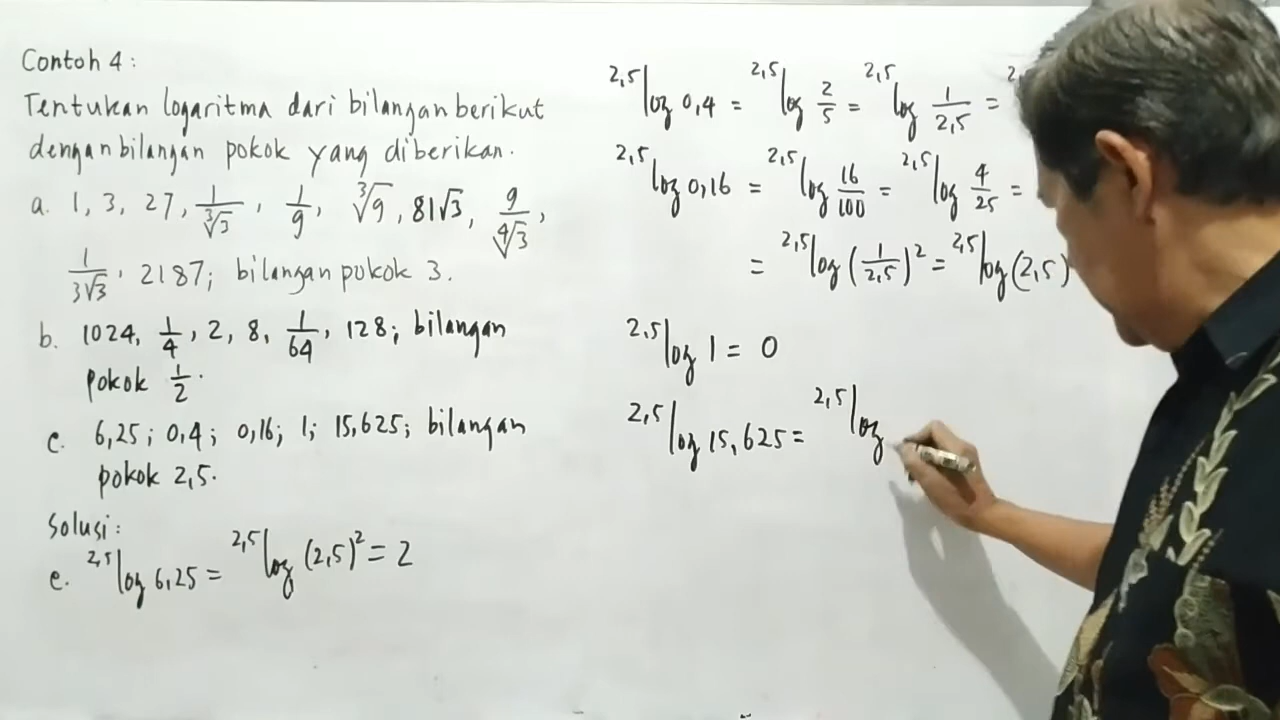 Contoh 4 :
Tentukan logaritma dari bilangan berikut
dengan bilangan pokok yang diberikan.
a. 1, 3, 27, 1/∛3, 1/9, ∛9, 81√3, 9/∜3,
1/3√3, 2187; bilangan pokok 3.
b. 1024, 1/4, 2, 8, 1/64, 128; bilangan
pokok 1/2.
c. 6,25; 0,4; 0,16; 1; 15,625; bilangan
pokok 2,5.
Solusi:
c. ²,⁵log 6,25 = ²,⁵log (2,5)² = 2
²,⁵log 0,4 = ²,⁵log 2/5 = ²,⁵log 1/2,5 =
²,⁵log 0,16 = ²,⁵log 16/100 = ²,⁵log 4/25 =
= ²,⁵log (1/2,5)² = ²,⁵log (2,5)
²,⁵log 1 = 0
²,⁵log 15,625 = ²,⁵log